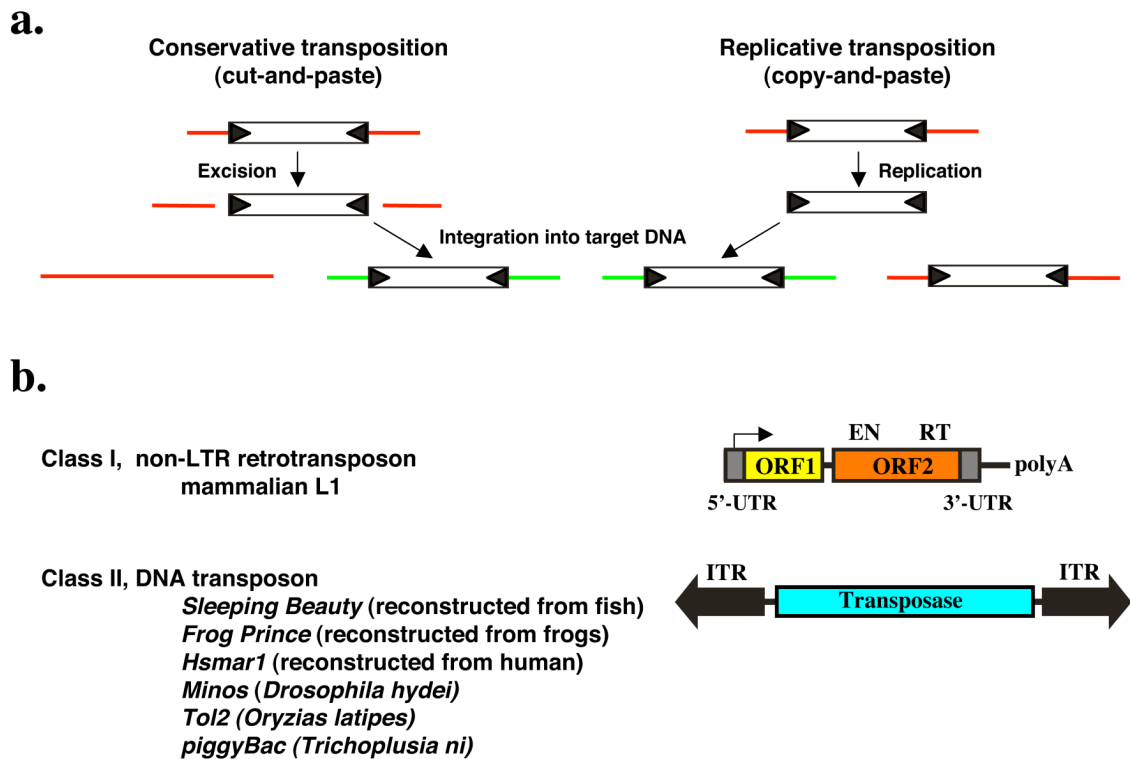 a.
Conservative transposition
(cut-and-paste)
Replicative transposition
(copy-and-paste)
Excision
Replication
Integration into target DNA
b.
Class I, non-LTR retrotransposon
mammalian L1
EN RT
ORF1 ORF2 polyA
5'-UTR 3'-UTR
Class II, DNA transposon
ITR ITR
Transposase
Sleeping Beauty (reconstructed from fish)
Frog Prince (reconstructed from frogs)
Hsmar1 (reconstructed from human)
Minos (Drosophila hydei)
Tol2 (Oryzias latipes)
piggyBac (Trichoplusia ni)